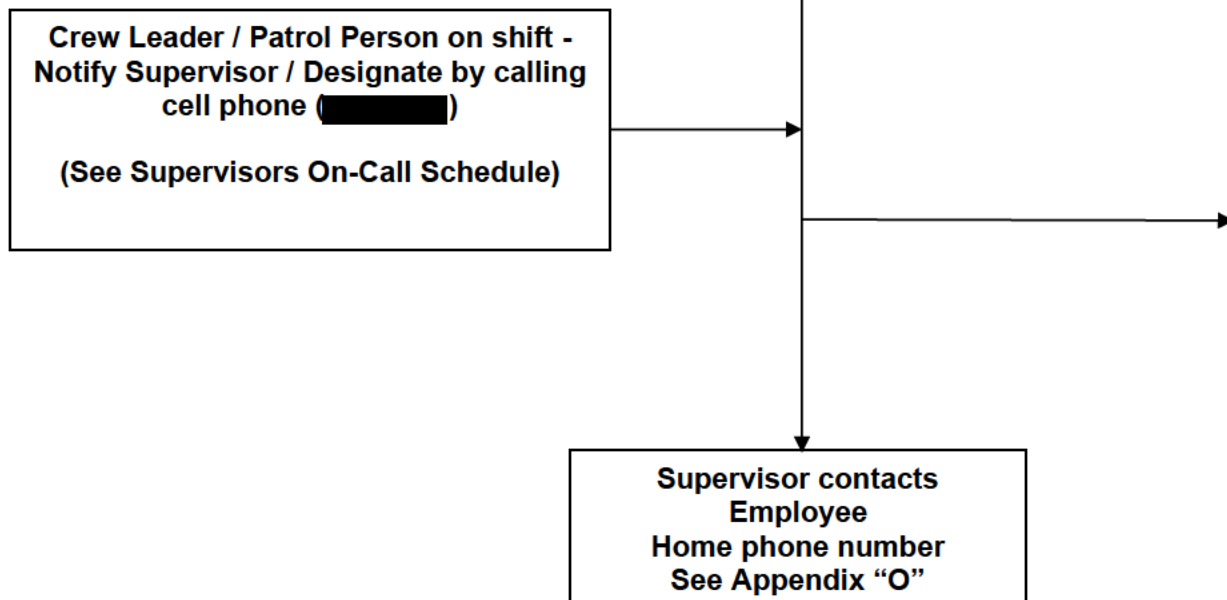 Crew Leader / Patrol Person on shift -
Notify Supervisor / Designate by calling
cell phone ( )
(See Supervisors On-Call Schedule)
Supervisor contacts
Employee
Home phone number
See Appendix “O”